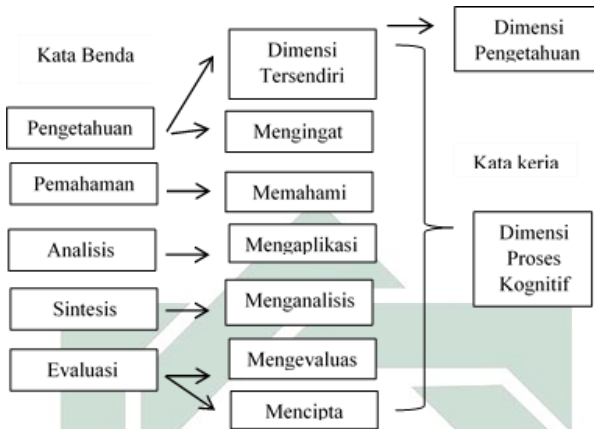 Kata Benda
Dimensi
Tersendiri
Dimensi
Pengetahuan
Pengetahuan
Mengingat
Kata kerja
Pemahaman
Memahami
Analisis
Mengaplikasi
Dimensi
Proses
Kognitif
Sintesis
Menganalisis
Evaluasi
Mengevaluas
Mencipta